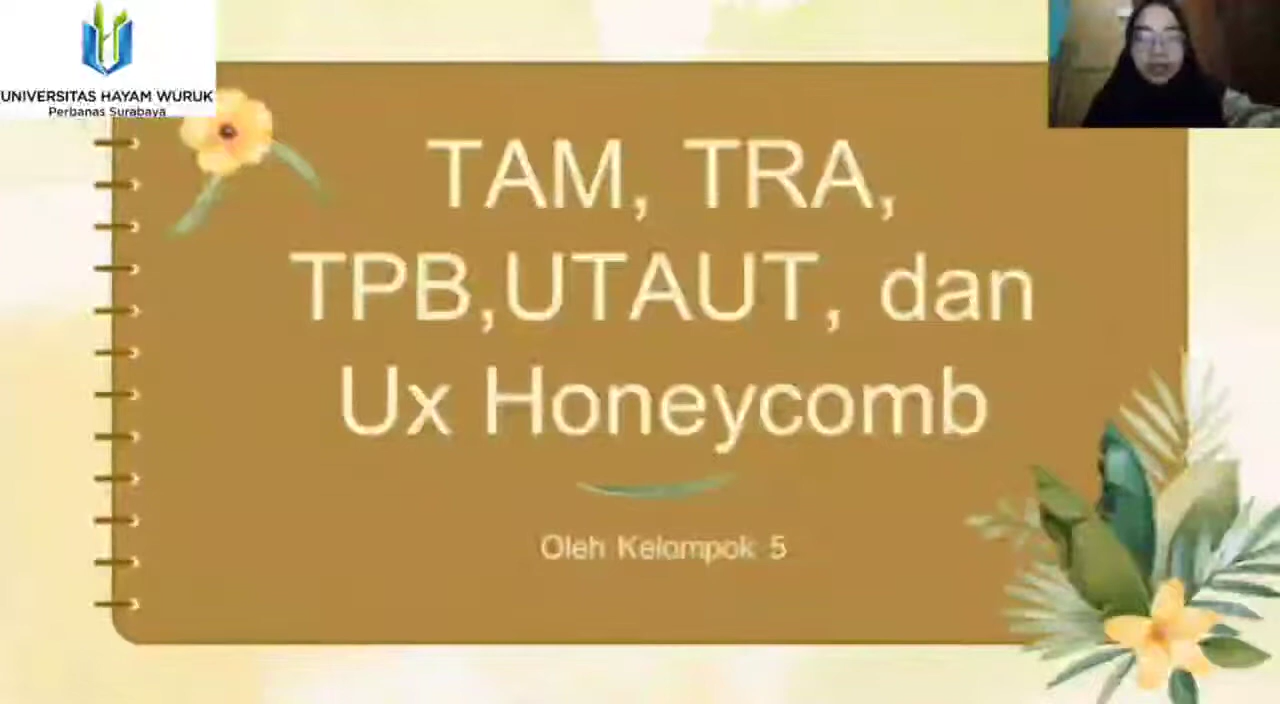 UNIVERSITAS HAYAM WURUK
Perbanas Surabaya
TAM, TRA,
TPB,UTAUT, dan
Ux Honeycomb
Oleh Kelompok 5